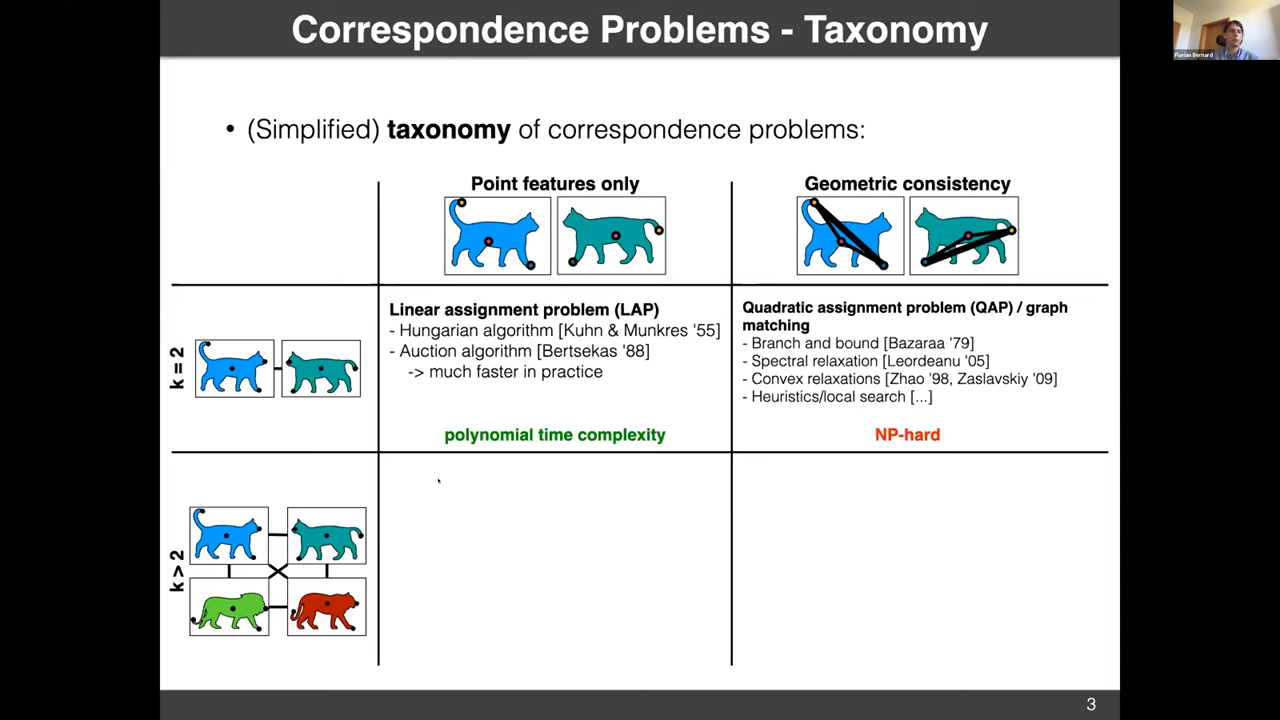 Correspondence Problems - Taxonomy
Florian Bernard
• (Simplified) taxonomy of correspondence problems:
Point features only
Geometric consistency
k = 2
Linear assignment problem (LAP)
- Hungarian algorithm [Kuhn & Munkres '55]
- Auction algorithm [Bertsekas '88]
-> much faster in practice
polynomial time complexity
Quadratic assignment problem (QAP) / graph
matching
- Branch and bound [Bazaraa '79]
- Spectral relaxation [Leordeanu '05]
- Convex relaxations [Zhao '98, Zaslavskiy '09]
- Heuristics/local search [...]
NP-hard
k > 2
3